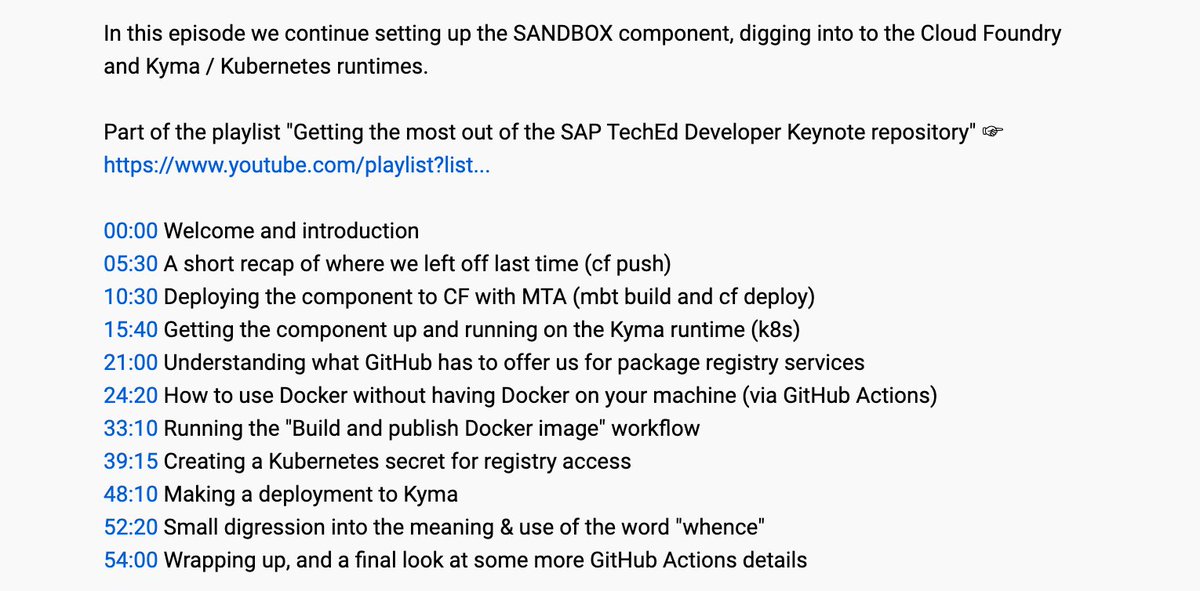 In this episode we continue setting up the SANDBOX component, digging into to the Cloud Foundry
and Kyma / Kubernetes runtimes.
Part of the playlist "Getting the most out of the SAP TechEd Developer Keynote repository" 👉
https://www.youtube.com/playlist?list...
00:00 Welcome and introduction
05:30 A short recap of where we left off last time (cf push)
10:30 Deploying the component to CF with MTA (mbt build and cf deploy)
15:40 Getting the component up and running on the Kyma runtime (k8s)
21:00 Understanding what GitHub has to offer us for package registry services
24:20 How to use Docker without having Docker on your machine (via GitHub Actions)
33:10 Running the "Build and publish Docker image" workflow
39:15 Creating a Kubernetes secret for registry access
48:10 Making a deployment to Kyma
52:20 Small digression into the meaning & use of the word "whence"
54:00 Wrapping up, and a final look at some more GitHub Actions details